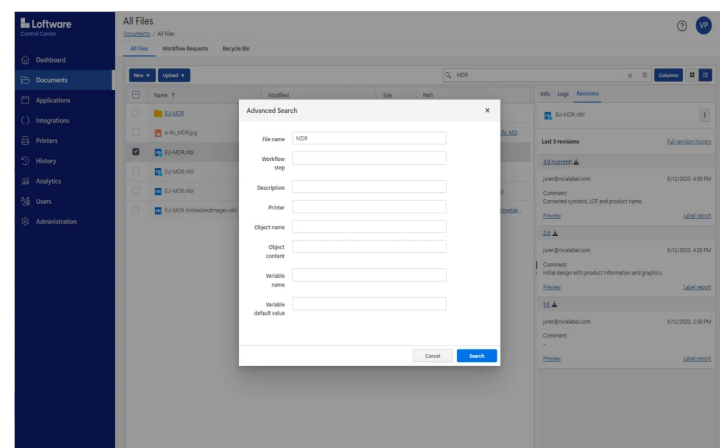 Loftware
Control Center
Dashboard
Documents
Applications
Integrations
Printers
History
Analytics
Users
Administration
All Files
Documents / All Files
All Files Workflow Requests Recycle Bin
? VP
New Upload
MDR
Columns
Name Modified Size Path
EU-MDR
e-ifu_MDR.jpg
EU-MDR.nlbl
EU-MDR.nlbl
EU-MDR.nlbl
EU-MDR-EmbeddedImages.nlbl
Advanced Search
File name MDR
Workflow
step
Description
Printer
Object name
Object
content
Variable
name
Variable
default value
Cancel Search
Info Logs Revisions
EU-MDR.nlbl
Last 5 revisions Full revision history
3.0 (current)
jurer@nicelabel.com 6/12/2020, 4:30 PM
Comment:
Corrected symbols, LOT and product name.
Preview Label report
2.0
jurer@nicelabel.com 6/12/2020, 4:28 PM
Comment:
Initial design with product information and graphics.
Preview Label report
1.0
jurer@nicelabel.com 6/12/2020, 2:58 PM
Comment:
-
Preview Label report